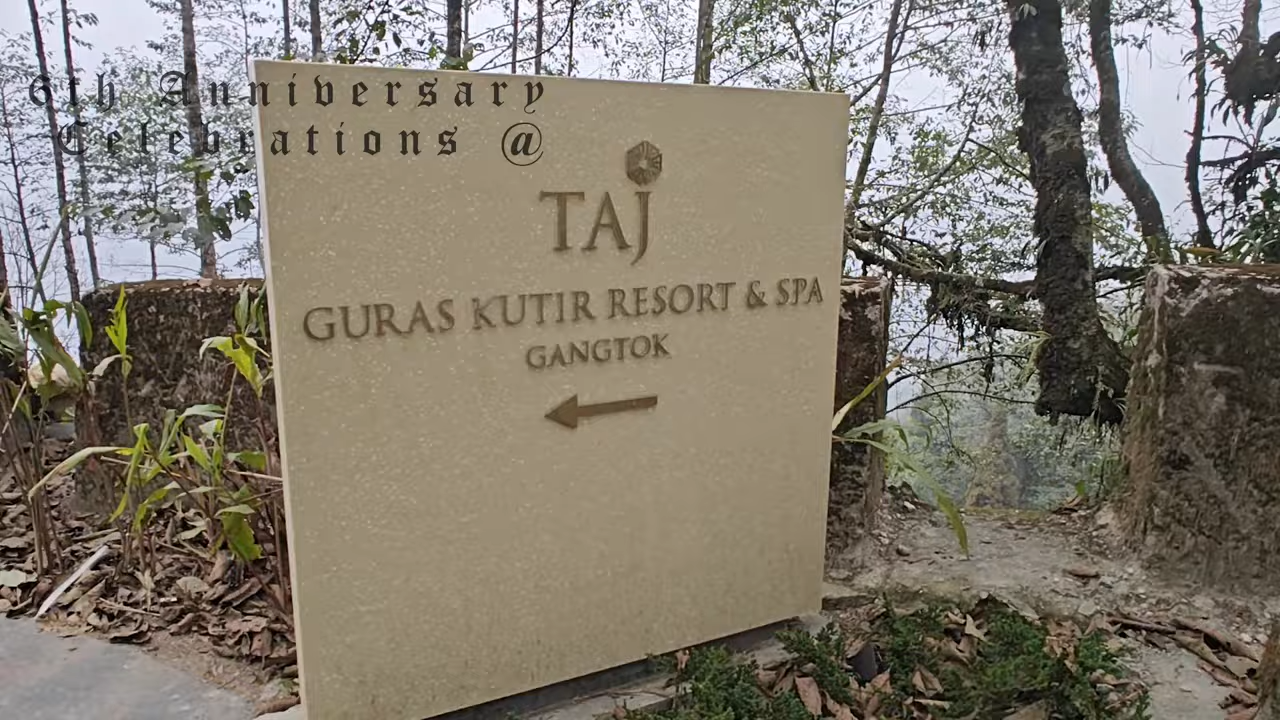 6th Anniversary
Celebrations @
TAJ
GURAS KUTIR RESORT & SPA
GANGTOK